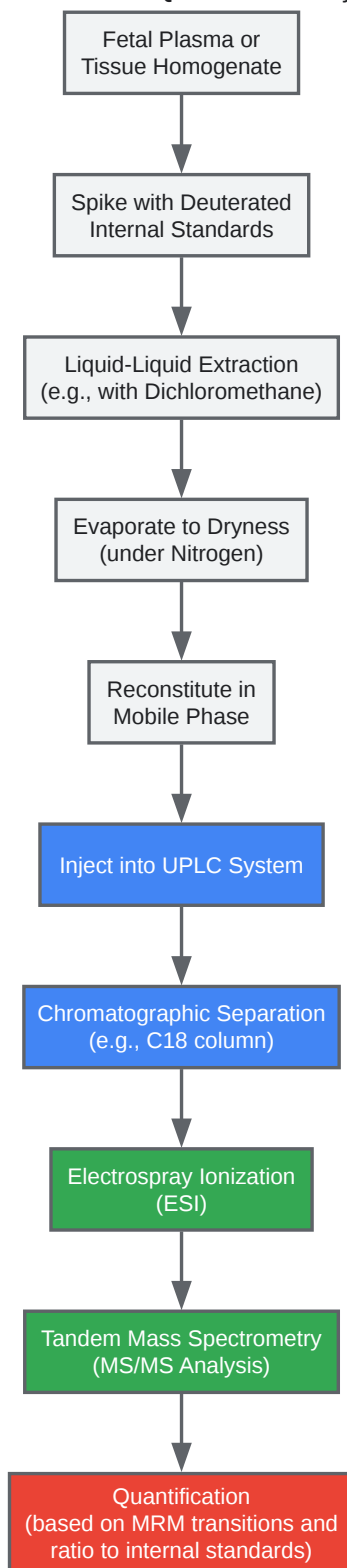 Fetal Plasma or
Tissue Homogenate
Spike with Deuterated
Internal Standards
Liquid-Liquid Extraction
(e.g., with Dichloromethane)
Evaporate to Dryness
(under Nitrogen)
Reconstitute in
Mobile Phase
Inject into UPLC System
Chromatographic Separation
(e.g., C18 column)
Electrospray Ionization
(ESI)
Tandem Mass Spectrometry
(MS/MS Analysis)
Quantification
(based on MRM transitions and
ratio to internal standards)